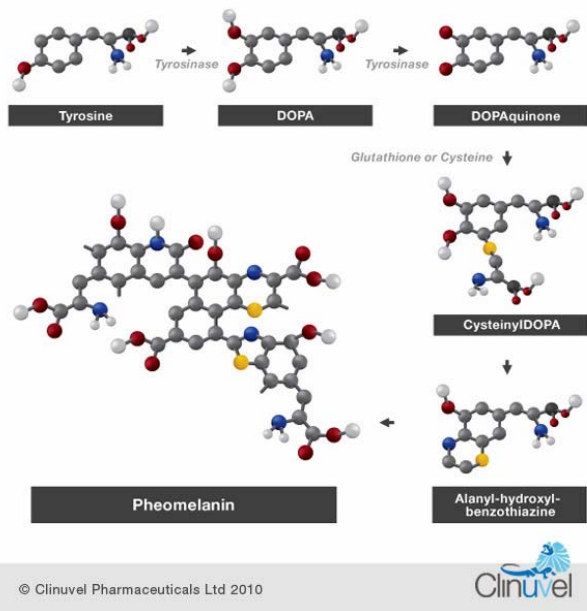 Tyrosinase
Tyrosinase
Tyrosine
DOPA
DOPAquinone
Glutathione or Cysteine
CysteinylDOPA
Pheomelanin
Alanyl-hydroxyl-
benzothiazine
© Clinuvel Pharmaceuticals Ltd 2010
Clinuvel